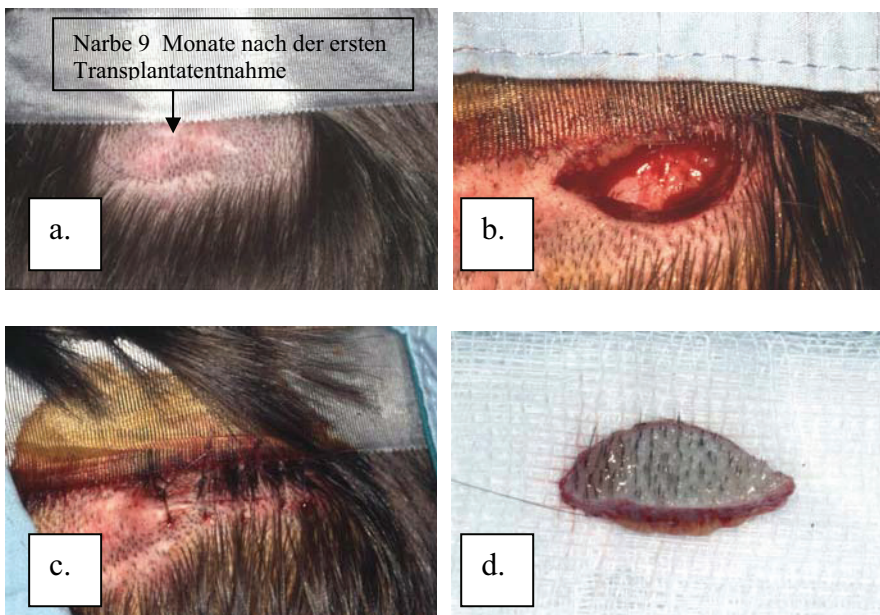 Narbe 9 Monate nach der ersten
Transplantatentnahme
a.
b.
c.
d.